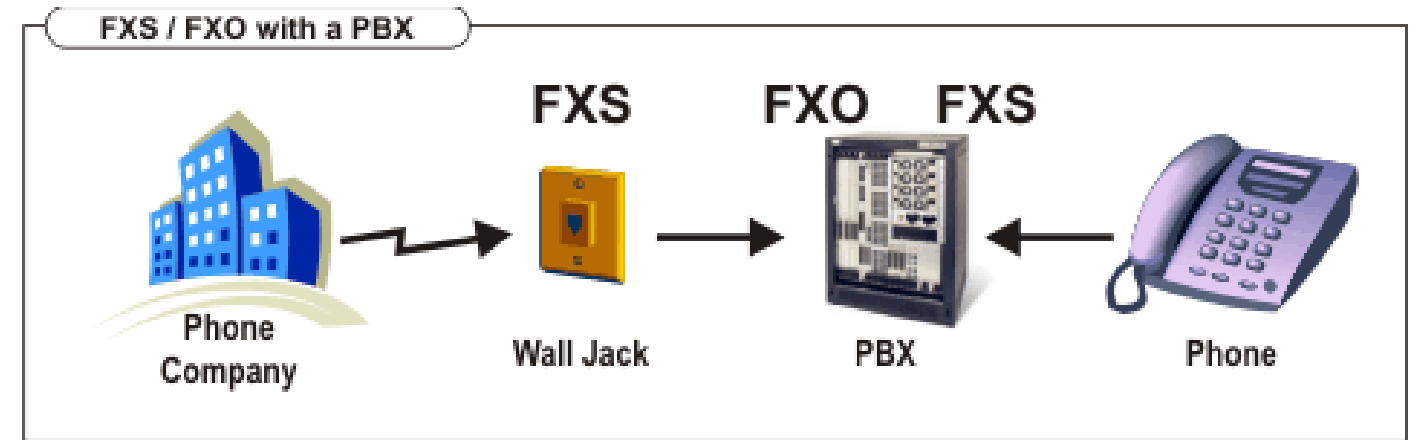 FXS / FXO with a PBX
FXS
FXO
FXS
Phone
Company
Wall Jack
PBX
Phone